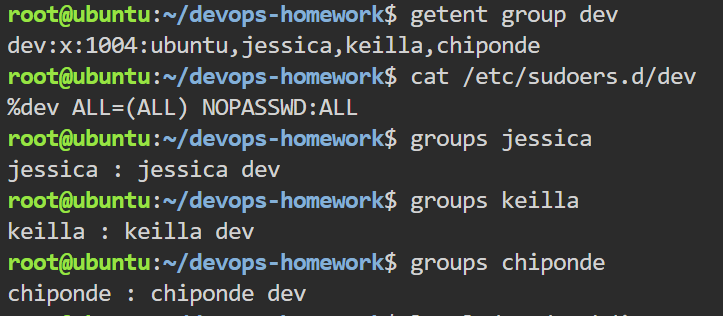 root@ubuntu:~/devops-homework$ getent group dev
dev:x:1004:ubuntu,jessica,keilla,chiponde
root@ubuntu:~/devops-homework$ cat /etc/sudoers.d/dev
%dev ALL=(ALL) NOPASSWD:ALL
root@ubuntu:~/devops-homework$ groups jessica
jessica : jessica dev
root@ubuntu:~/devops-homework$ groups keilla
keilla : keilla dev
root@ubuntu:~/devops-homework$ groups chiponde
chiponde : chiponde dev